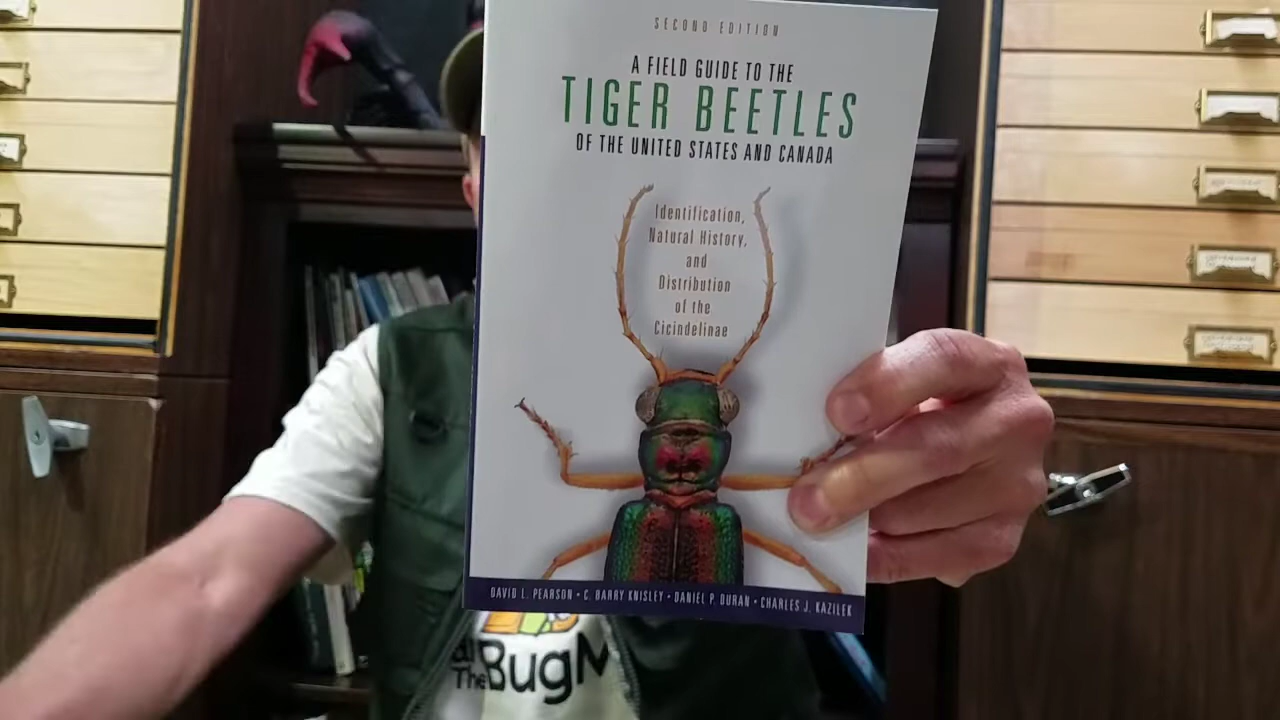 SECOND EDITION
A FIELD GUIDE TO THE
TIGER BEETLES
OF THE UNITED STATES AND CANADA
Identification,
Natural History,
and
Distribution
of the
Cicindelinae
DAVID L. PEARSON • C. BARRY KNISLEY • DANIEL P. DURAN • CHARLES J. KAZILEK
The BugM